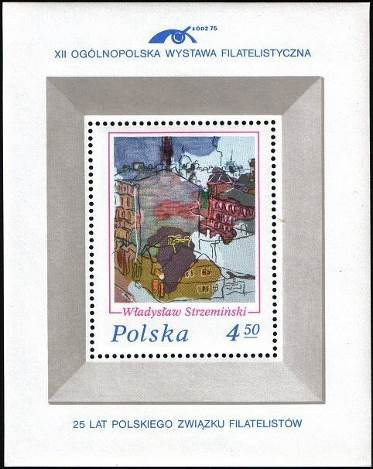 ŁÓDŹ 75
XII OGÓLNOPOLSKA WYSTAWA FILATELISTYCZNA
Władysław Strzemiński
Polska 4 50
25 LAT POLSKIEGO ZWIĄZKU FILATELISTÓW